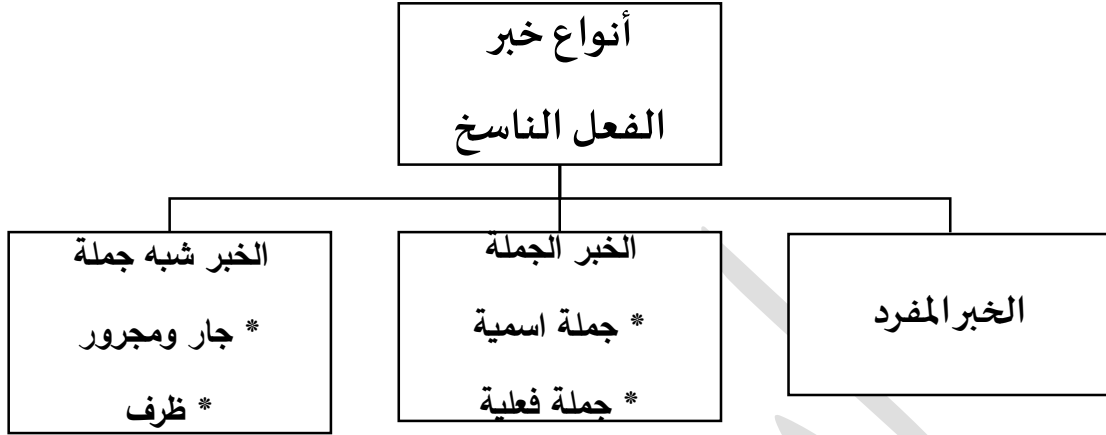 أنواع خبر
الفعل الناسخ
الخبر المفرد
الخبر الجملة
* جملة اسمية
* جملة فعلية
الخبر شبه جملة
* جار ومجرور
* ظرف